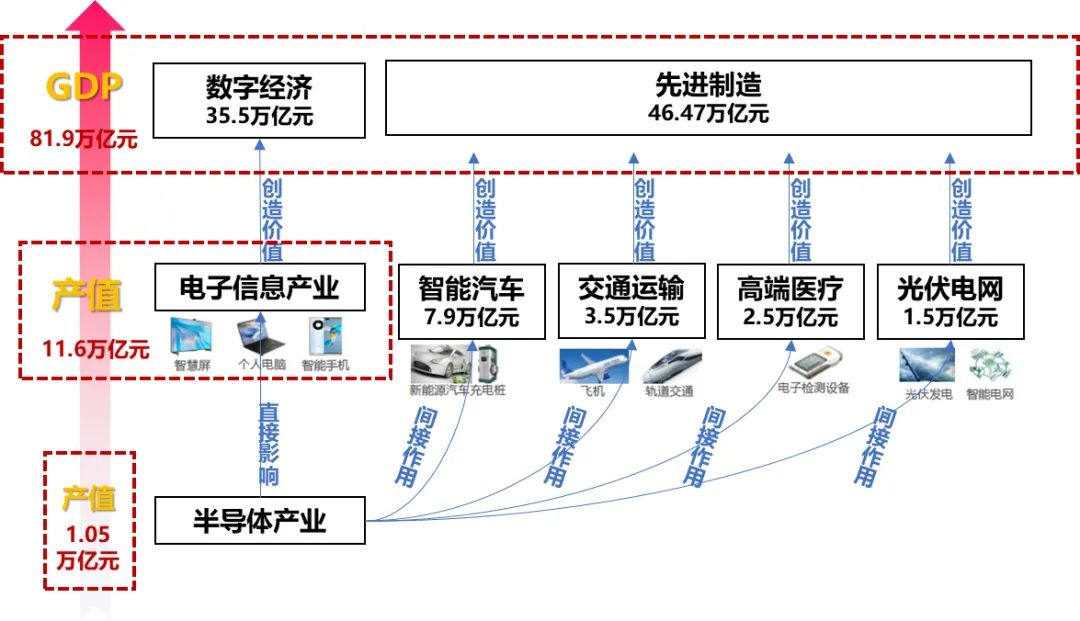 GDP
81.9万亿元
数字经济
35.5万亿元
先进制造
46.47万亿元
创造价值
创造价值
创造价值
创造价值
创造价值
产值
11.6万亿元
电子信息产业
智慧屏
个人电脑
智能手机
智能汽车
7.9万亿元
新能源汽车充电桩
交通运输
3.5万亿元
飞机
轨道交通
高端医疗
2.5万亿元
电子检测设备
光伏电网
1.5万亿元
光伏发电
智能电网
直接影响
间接作用
间接作用
间接作用
间接作用
产值
1.05
万亿元
半导体产业